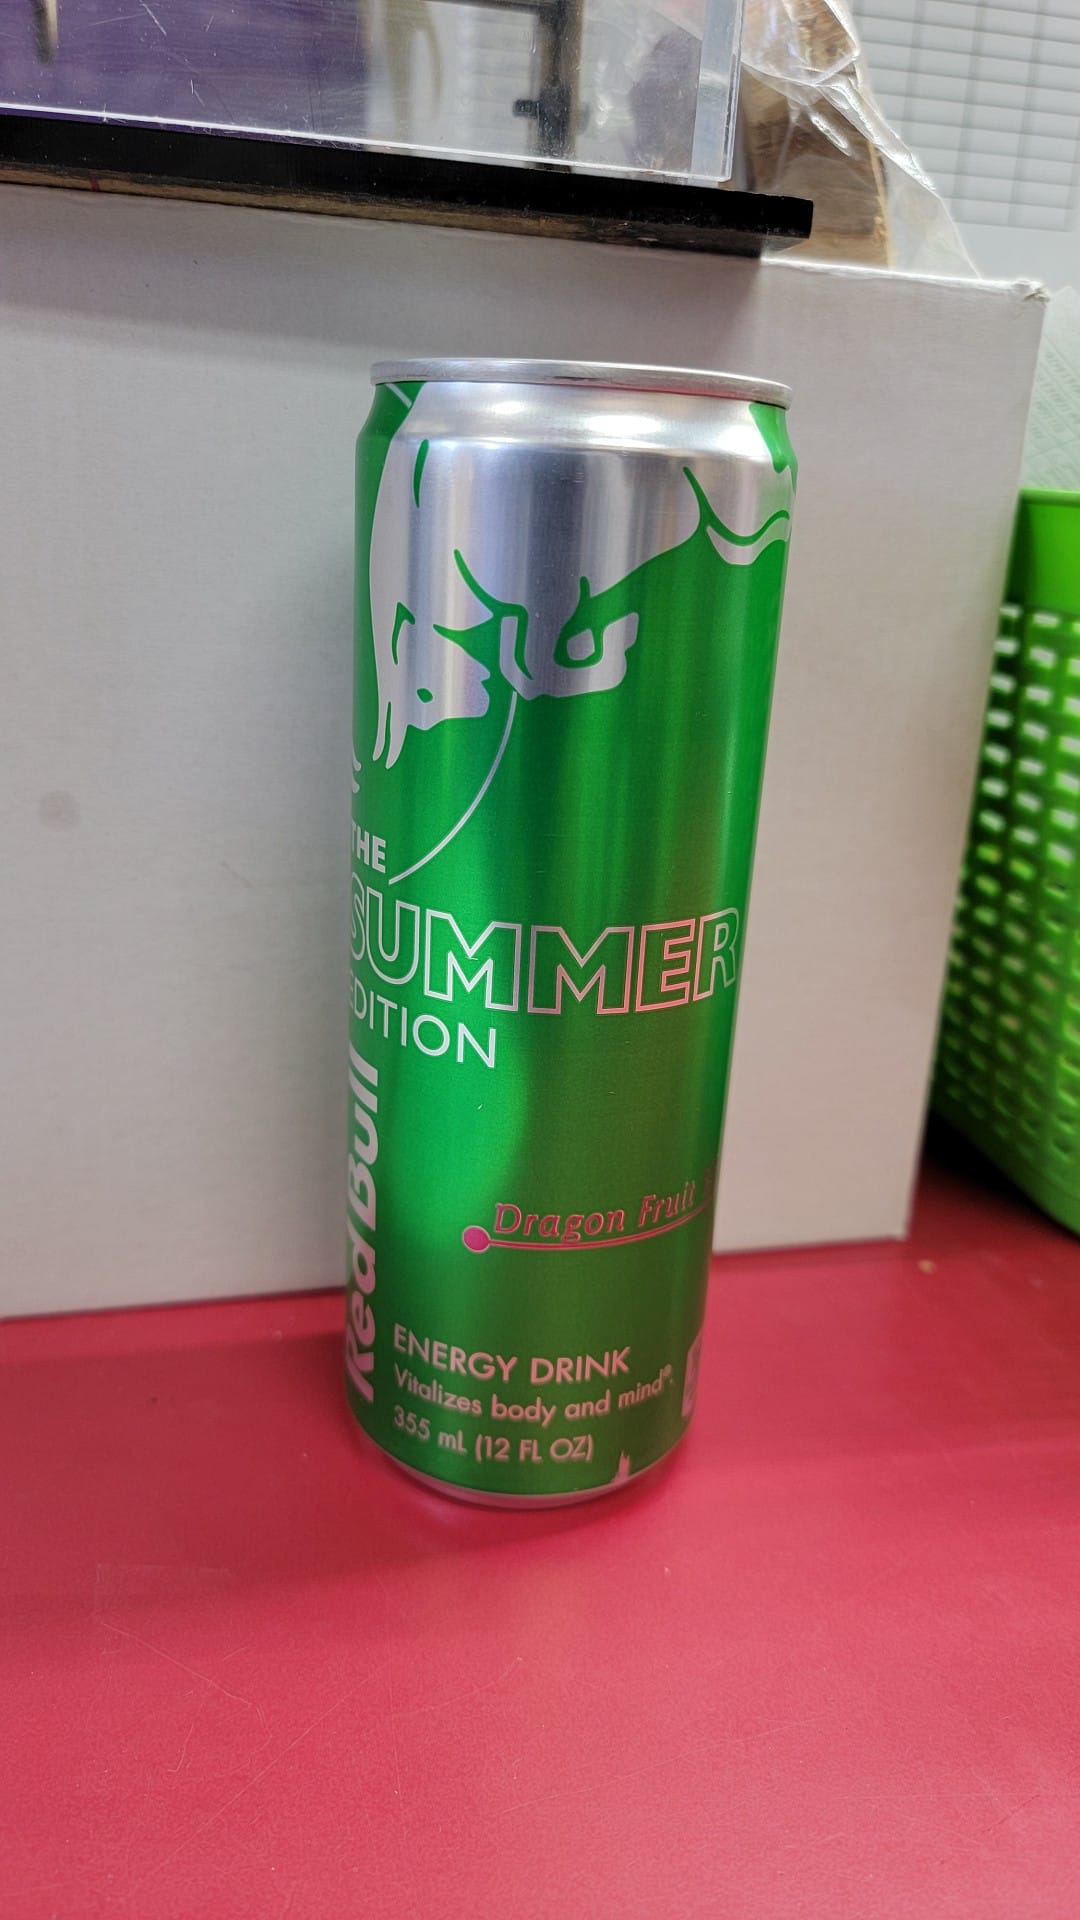 THE
SUMMER
EDITION
Red Bull
Dragon Fruit
ENERGY DRINK
Vitalizes body and mind®.
355 mL (12 FL OZ)